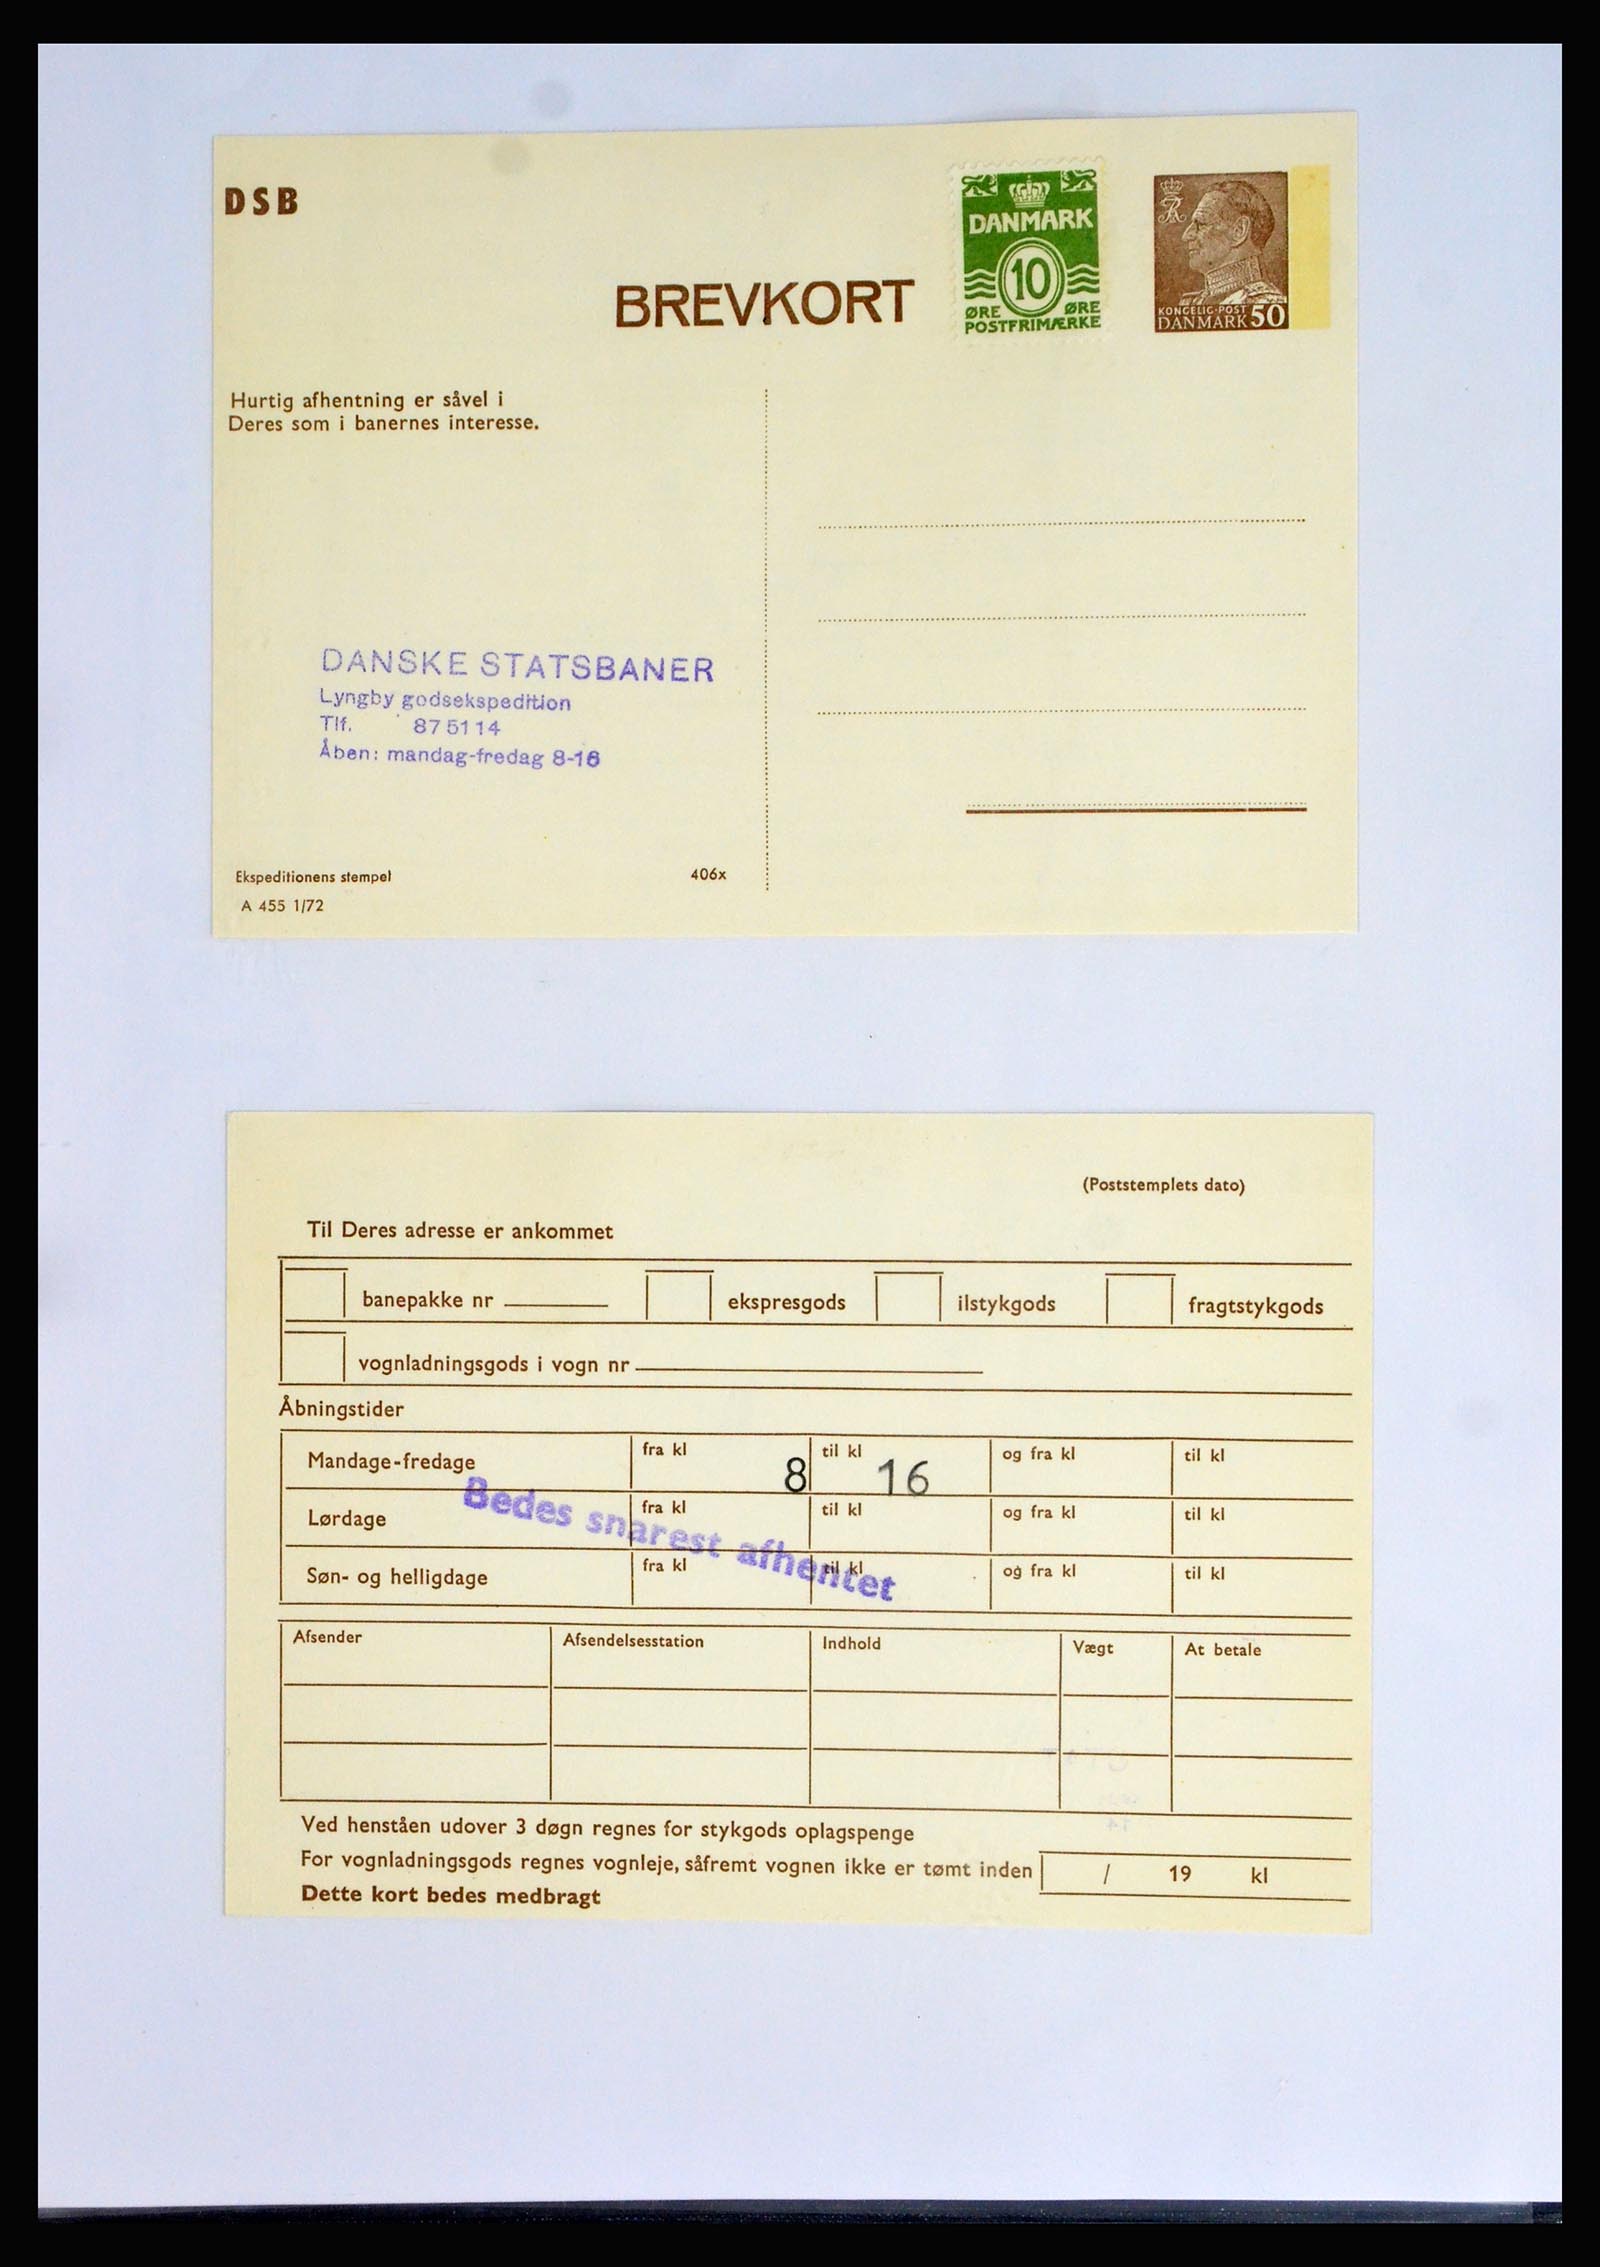 DSB
DANMARK
10
ØRE ØRE
POSTFRIMÆRKE
KONGELIG·POST
DANMARK 50
BREVKORT
Hurtig afhentning er såvel i
Deres som i banernes interesse.
DANSKE STATSBANER
Lyngby godsekspedition
Tlf. 87 51 14
Åben: mandag-fredag 8-16
Ekspeditionens stempel
406x
A 455 1/72
(Poststemplets dato)
Til Deres adresse er ankommet
banepakke nr ekspresgods ilstykgods fragtstykgods
vognladningsgods i vogn nr
Åbningstider
Mandage-fredage fra kl 8 til kl 16 og fra kl til kl
Lørdage fra kl til kl og fra kl til kl
Søn- og helligdage fra kl til kl og fra kl til kl
Bedes snarest afhentet
Afsender Afsendelsesstation Indhold Vægt At betale
Ved henståen udover 3 døgn regnes for stykgods oplagspenge
For vognladningsgods regnes vognleje, såfremt vognen ikke er tømt inden / 19 kl
Dette kort bedes medbragt